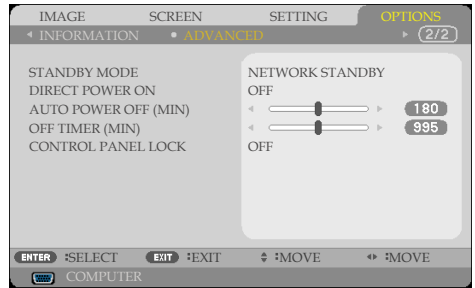 IMAGE SCREEN SETTING OPTIONS
INFORMATION ADVANCED 2/2
STANDBY MODE NETWORK STANDBY
DIRECT POWER ON OFF
AUTO POWER OFF (MIN) 180
OFF TIMER (MIN) 995
CONTROL PANEL LOCK OFF
ENTER :SELECT EXIT :EXIT :MOVE :MOVE
COMPUTER